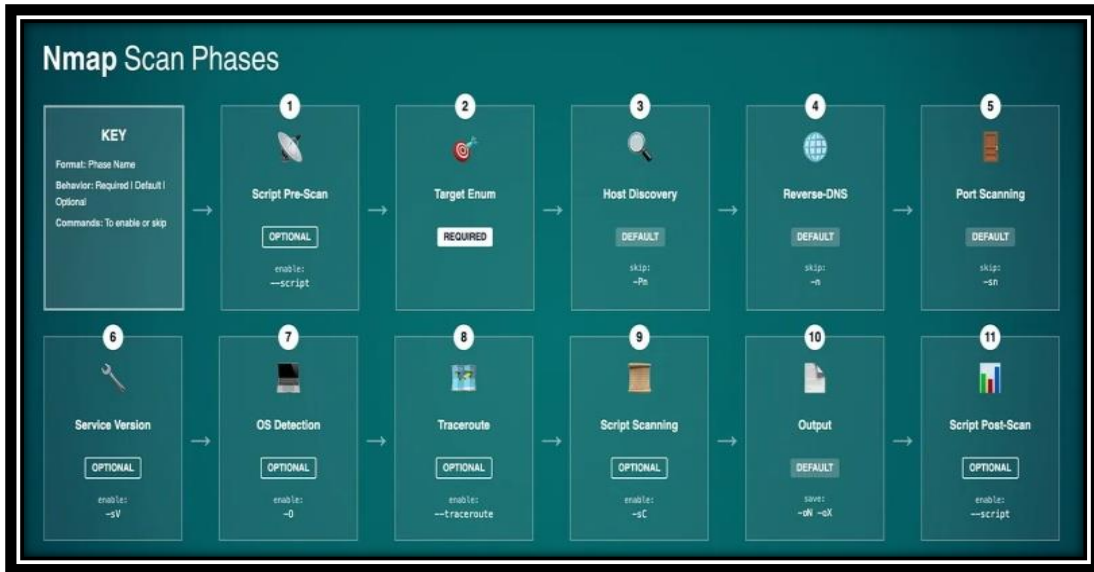 Nmap Scan Phases
KEY
Format: Phase Name
Behavior: Required | Default |
Optional
Commands: To enable or skip
1
Script Pre-Scan
OPTIONAL
enable:
--script
2
Target Enum
REQUIRED
3
Host Discovery
DEFAULT
skip:
-Pn
4
Reverse-DNS
DEFAULT
skip:
-n
5
Port Scanning
DEFAULT
skip:
-sn
6
Service Version
OPTIONAL
enable:
-sV
7
OS Detection
OPTIONAL
enable:
-O
8
Traceroute
OPTIONAL
enable:
--traceroute
9
Script Scanning
OPTIONAL
enable:
-sC
10
Output
DEFAULT
save:
-oN -oX
11
Script Post-Scan
OPTIONAL
enable:
--script